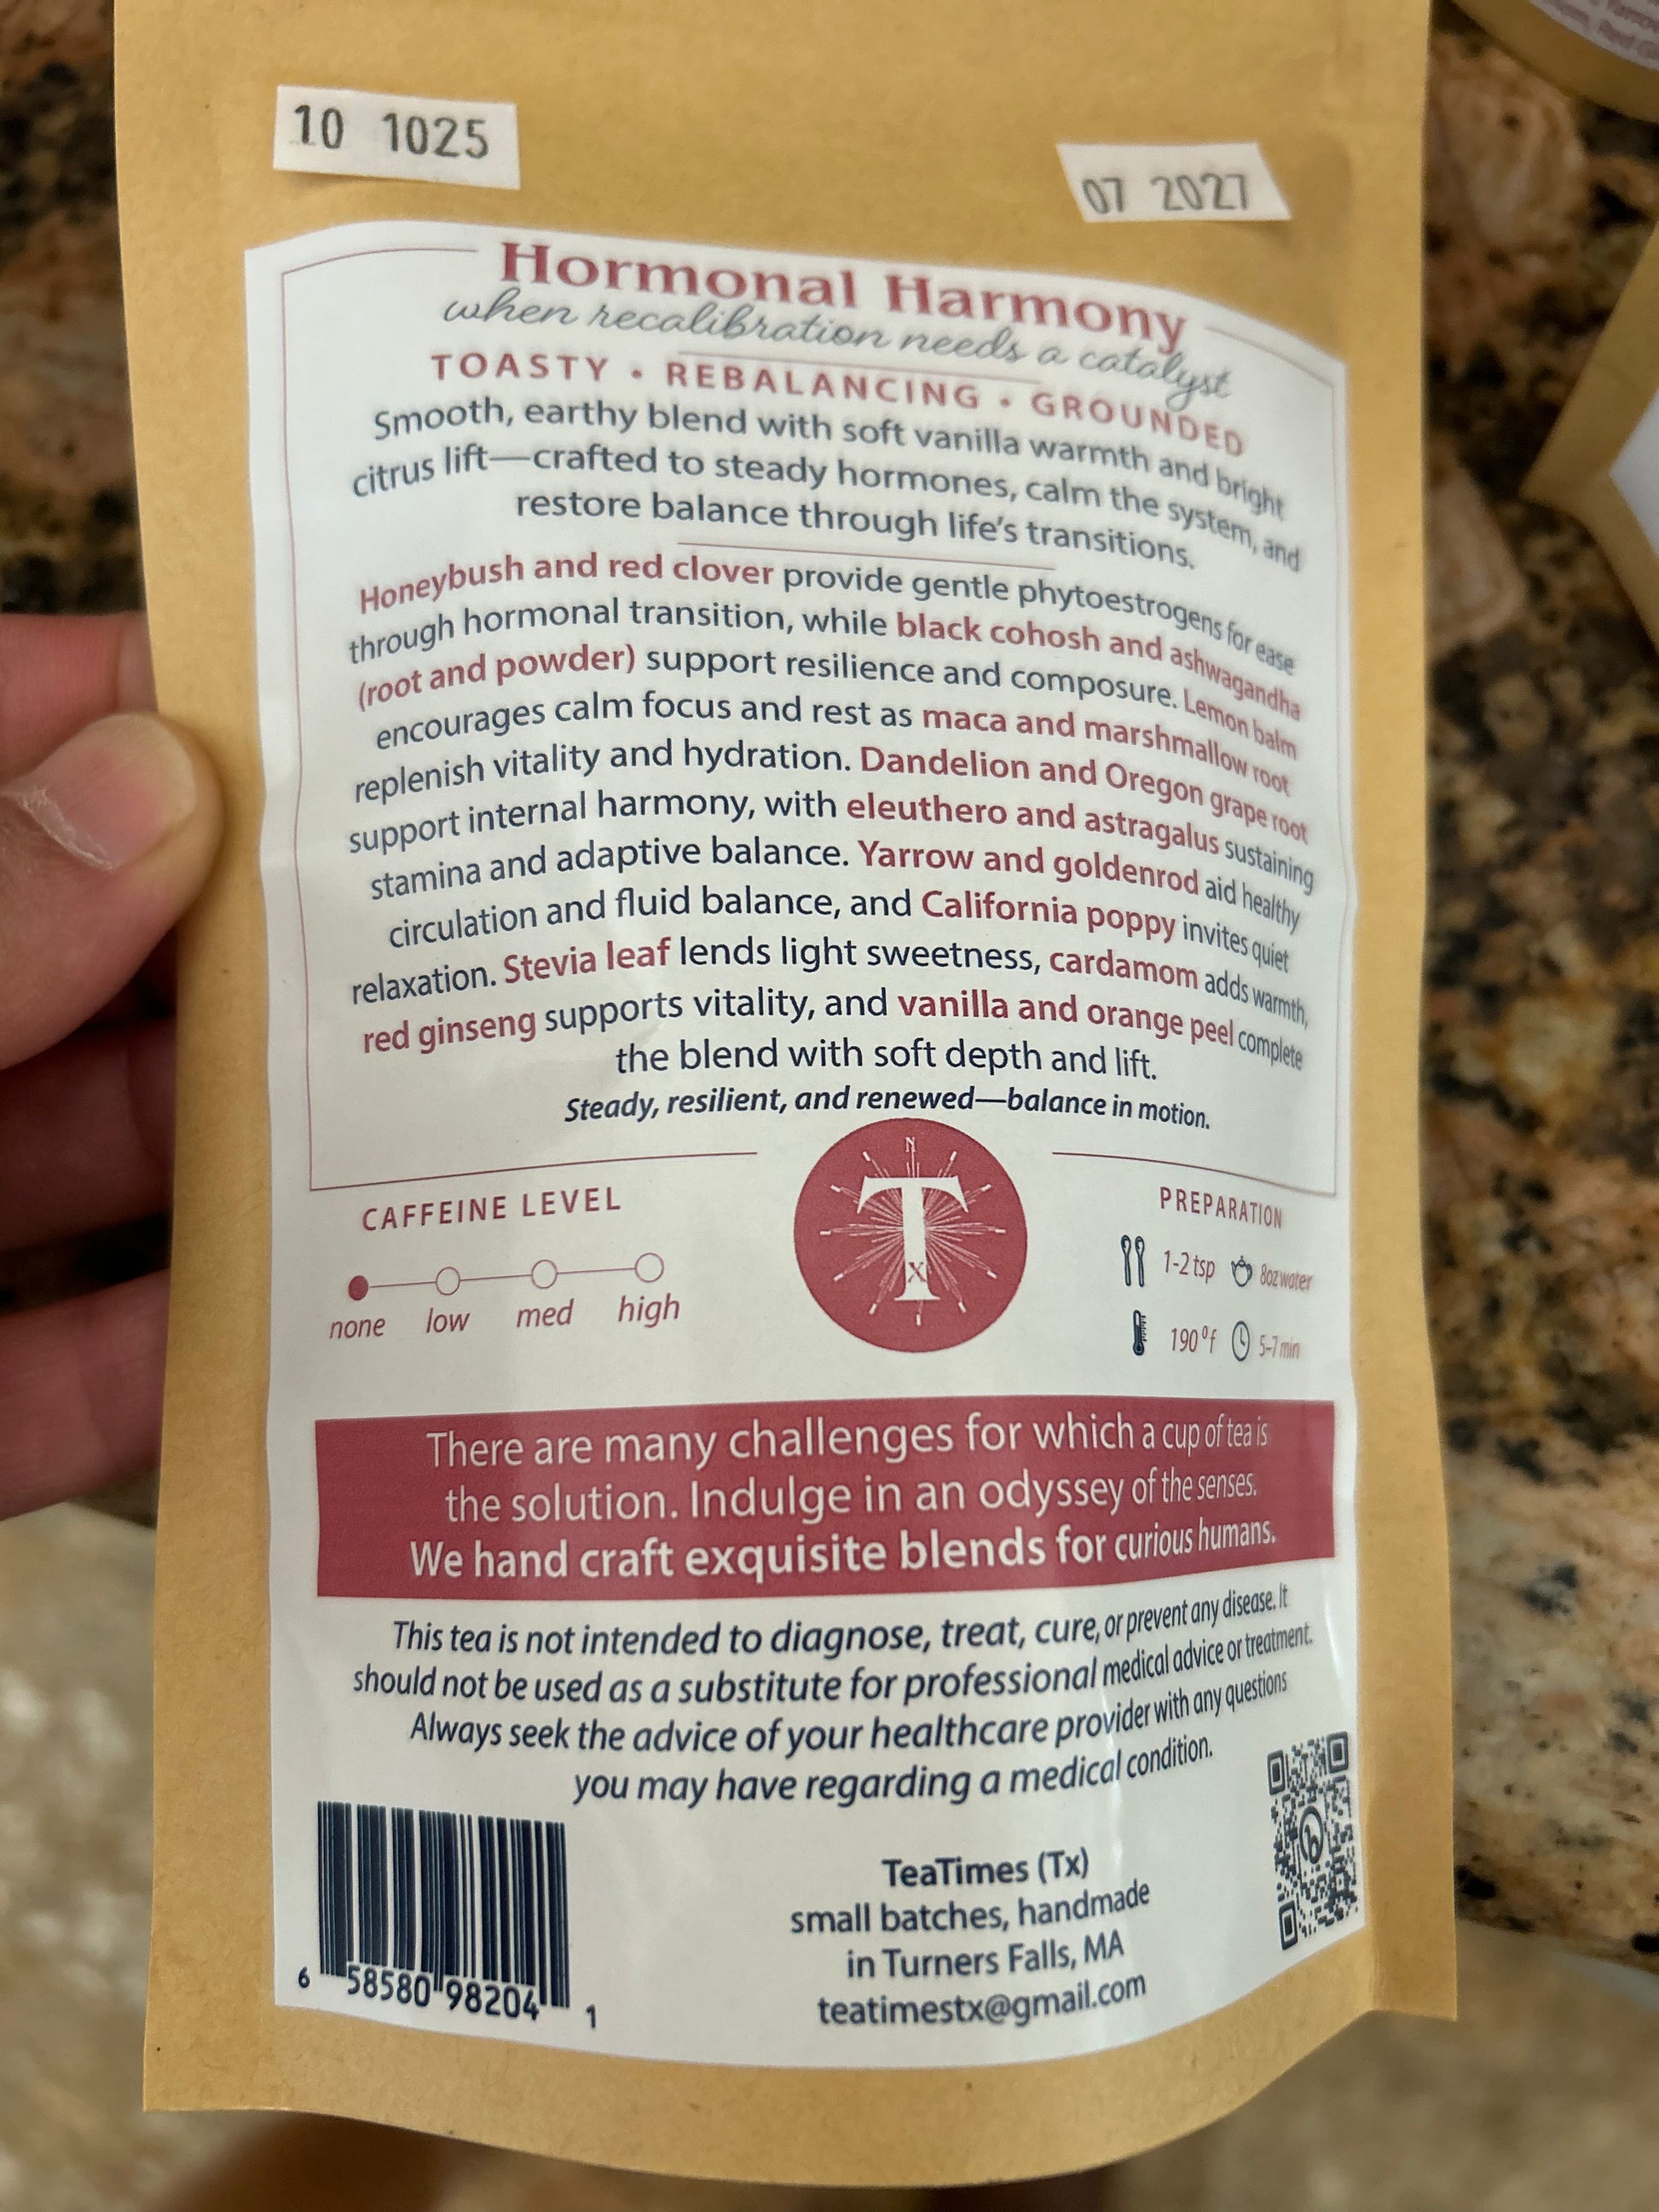 10 1025
07 2027
Hormonal Harmony
when recalibration needs a catalyst
TOASTY • REBALANCING • GROUNDED
Smooth, earthy blend with soft vanilla warmth and bright
citrus lift—crafted to steady hormones, calm the system, and
restore balance through life's transitions.
Honeybush and red clover provide gentle phytoestrogens for ease
through hormonal transition, while black cohosh and ashwagandha
(root and powder) support resilience and composure. Lemon balm
encourages calm focus and rest as maca and marshmallow root
replenish vitality and hydration. Dandelion and Oregon grape root
support internal harmony, with eleuthero and astragalus sustaining
stamina and adaptive balance. Yarrow and goldenrod aid healthy
circulation and fluid balance, and California poppy invites quiet
relaxation. Stevia leaf lends light sweetness, cardamom adds warmth,
red ginseng supports vitality, and vanilla and orange peel complete
the blend with soft depth and lift.
Steady, resilient, and renewed—balance in motion.
N
T
X
CAFFEINE LEVEL
none low med high
PREPARATION
1-2 tsp 8oz water
190°f 5-7 min
There are many challenges for which a cup of tea is
the solution. Indulge in an odyssey of the senses.
We hand craft exquisite blends for curious humans.
This tea is not intended to diagnose, treat, cure, or prevent any disease. It
should not be used as a substitute for professional medical advice or treatment.
Always seek the advice of your healthcare provider with any questions
you may have regarding a medical condition.
6 58580 98204 1
TeaTimes (Tx)
small batches, handmade
in Turners Falls, MA
teatimestx@gmail.com